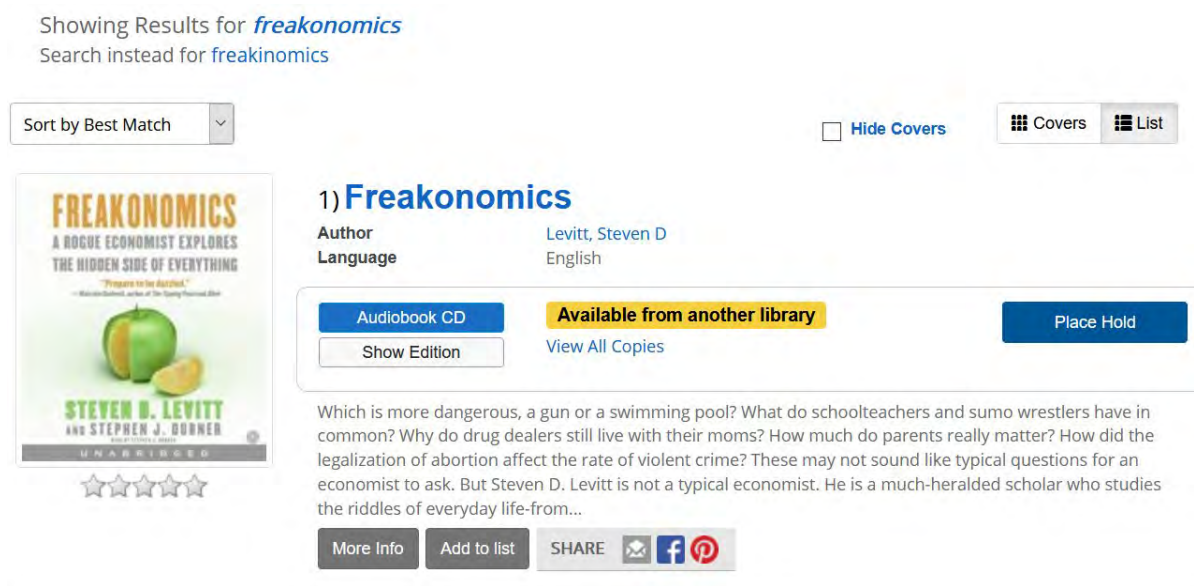 Showing Results for freakonomics
Search instead for freakinomics
Sort by Best Match
Hide Covers
Covers
List
FREAKONOMICS
A ROGUE ECONOMIST EXPLORES
THE HIDDEN SIDE OF EVERYTHING
"Prepare to be dazzled."
STEVEN D. LEVITT
AND STEPHEN J. DUBNER
UNABRIDGED
1) Freakonomics
Author Levitt, Steven D
Language English
Audiobook CD Available from another library Place Hold
Show Edition View All Copies
Which is more dangerous, a gun or a swimming pool? What do schoolteachers and sumo wrestlers have in
common? Why do drug dealers still live with their moms? How much do parents really matter? How did the
legalization of abortion affect the rate of violent crime? These may not sound like typical questions for an
economist to ask. But Steven D. Levitt is not a typical economist. He is a much-heralded scholar who studies
the riddles of everyday life-from...
More Info Add to list SHARE